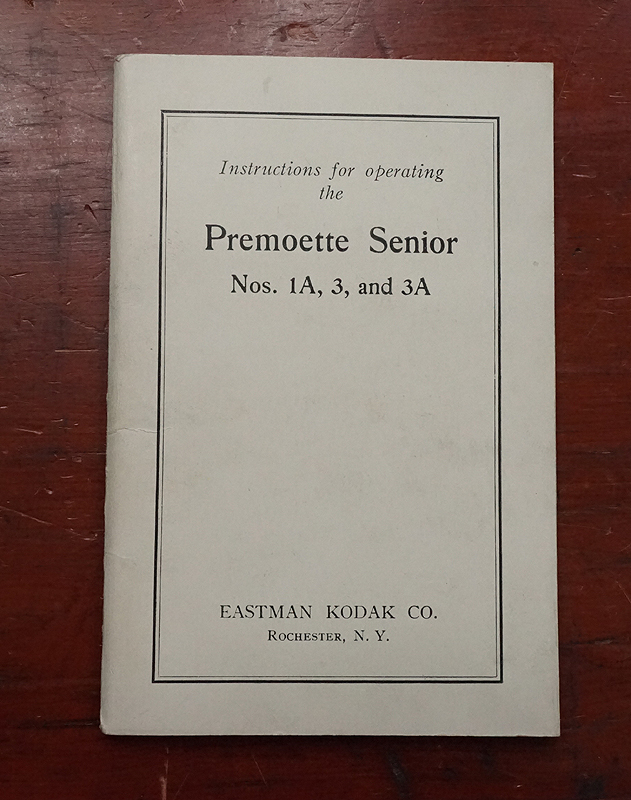 Instructions for operating
the
Premoette Senior
Nos. 1A, 3, and 3A
EASTMAN KODAK CO.
ROCHESTER, N. Y.